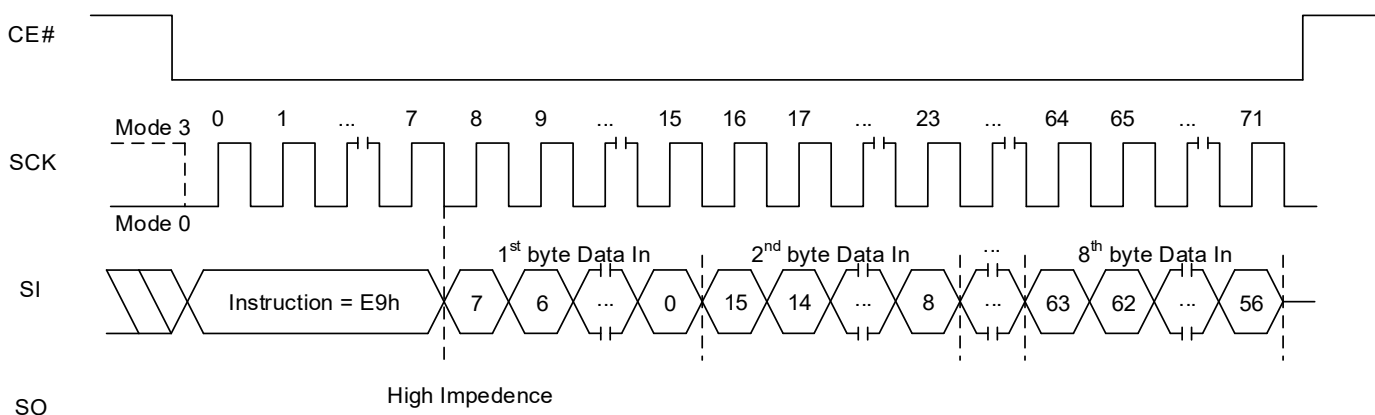 CE#
0 1 ... 7 8 9 ... 15 16 17 ... 23 ... 64 65 ... 71
Mode 3
SCK
Mode 0
1st byte Data In 2nd byte Data In ... 8th byte Data In
SI Instruction = E9h 7 6 ... 0 15 14 ... 8 ... 63 62 ... 56
High Impedence
SO